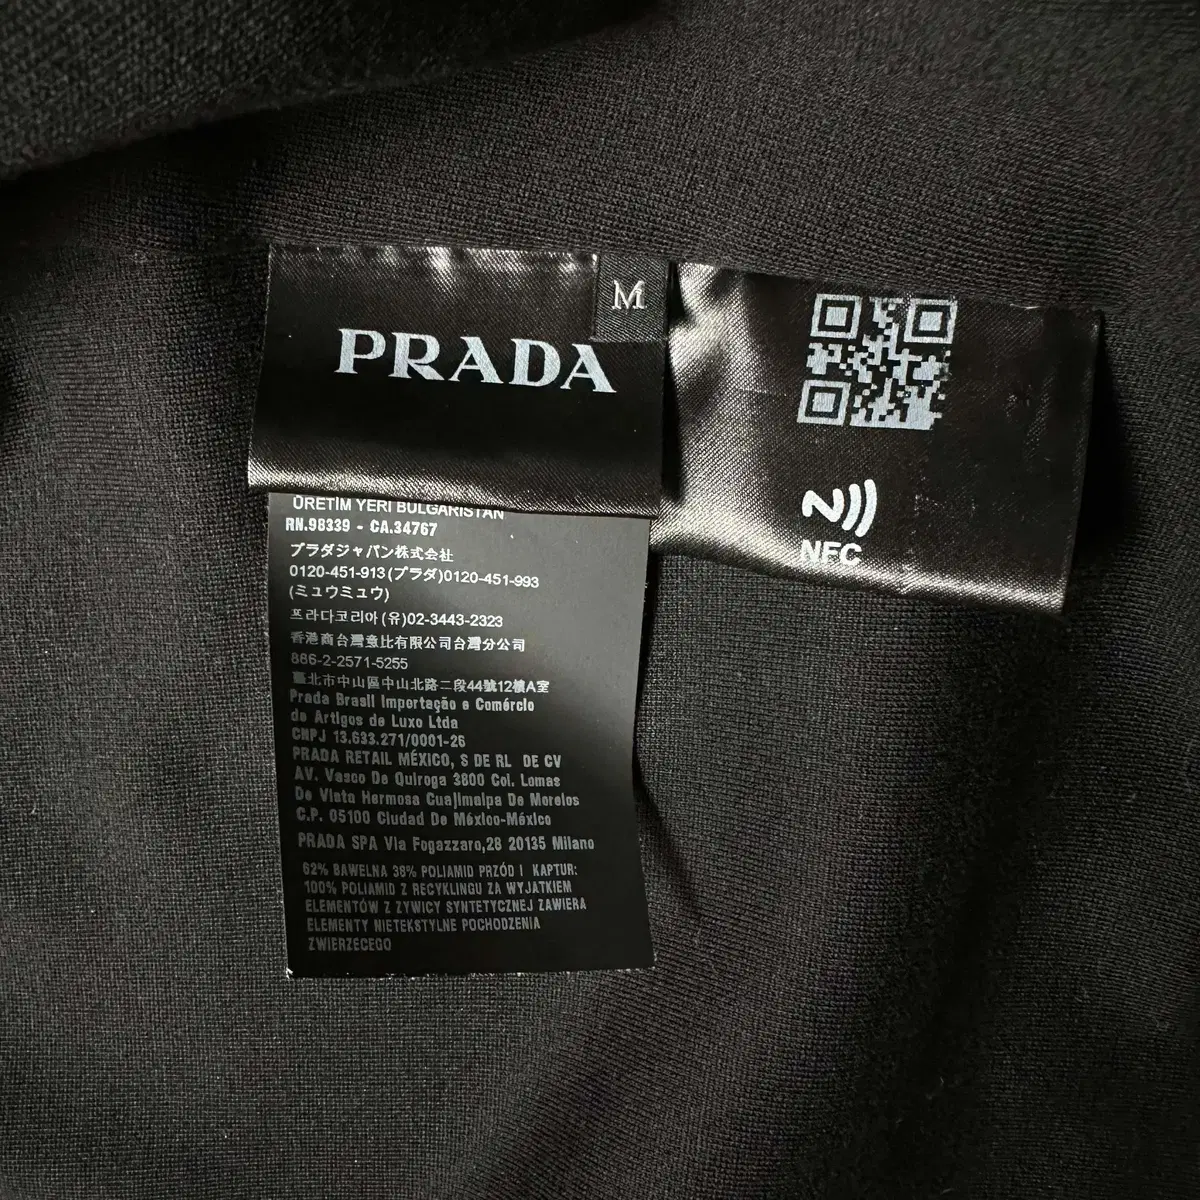 PRADA
M
NFC
ÜRETİM YERİ BULGARİSTAN
RN.98339 - CA.34767
プラダジャパン株式会社
0120-451-913(プラダ)0120-451-993
(ミュウミュウ)
프라다코리아(유)02-3443-2323
香港商台灣意比有限公司台灣分公司
886-2-2571-5255
臺北市中山區中山北路二段44號12樓A室
Prada Brasil Importação e Comércio
de Artigos de Luxo Ltda
CNPJ 13.633.271/0001-26
PRADA RETAIL MÉXICO, S DE RL DE CV
AV. Vasco De Quiroga 3800 Col. Lomas
De Vista Hermosa Cuajimalpa De Morelos
C.P. 05100 Ciudad De México-México
PRADA SPA Via Fogazzaro,28 20135 Milano
62% BAWEŁNA 38% POLIAMID PRZÓD I KAPTUR:
100% POLIAMID Z RECYKLINGU ZA WYJĄTKIEM
ELEMENTÓW Z ŻYWICY SYNTETYCZNEJ ZAWIERA
ELEMENTY NIETEKSTYLNE POCHODZENIA
ZWIERZĘCEGO